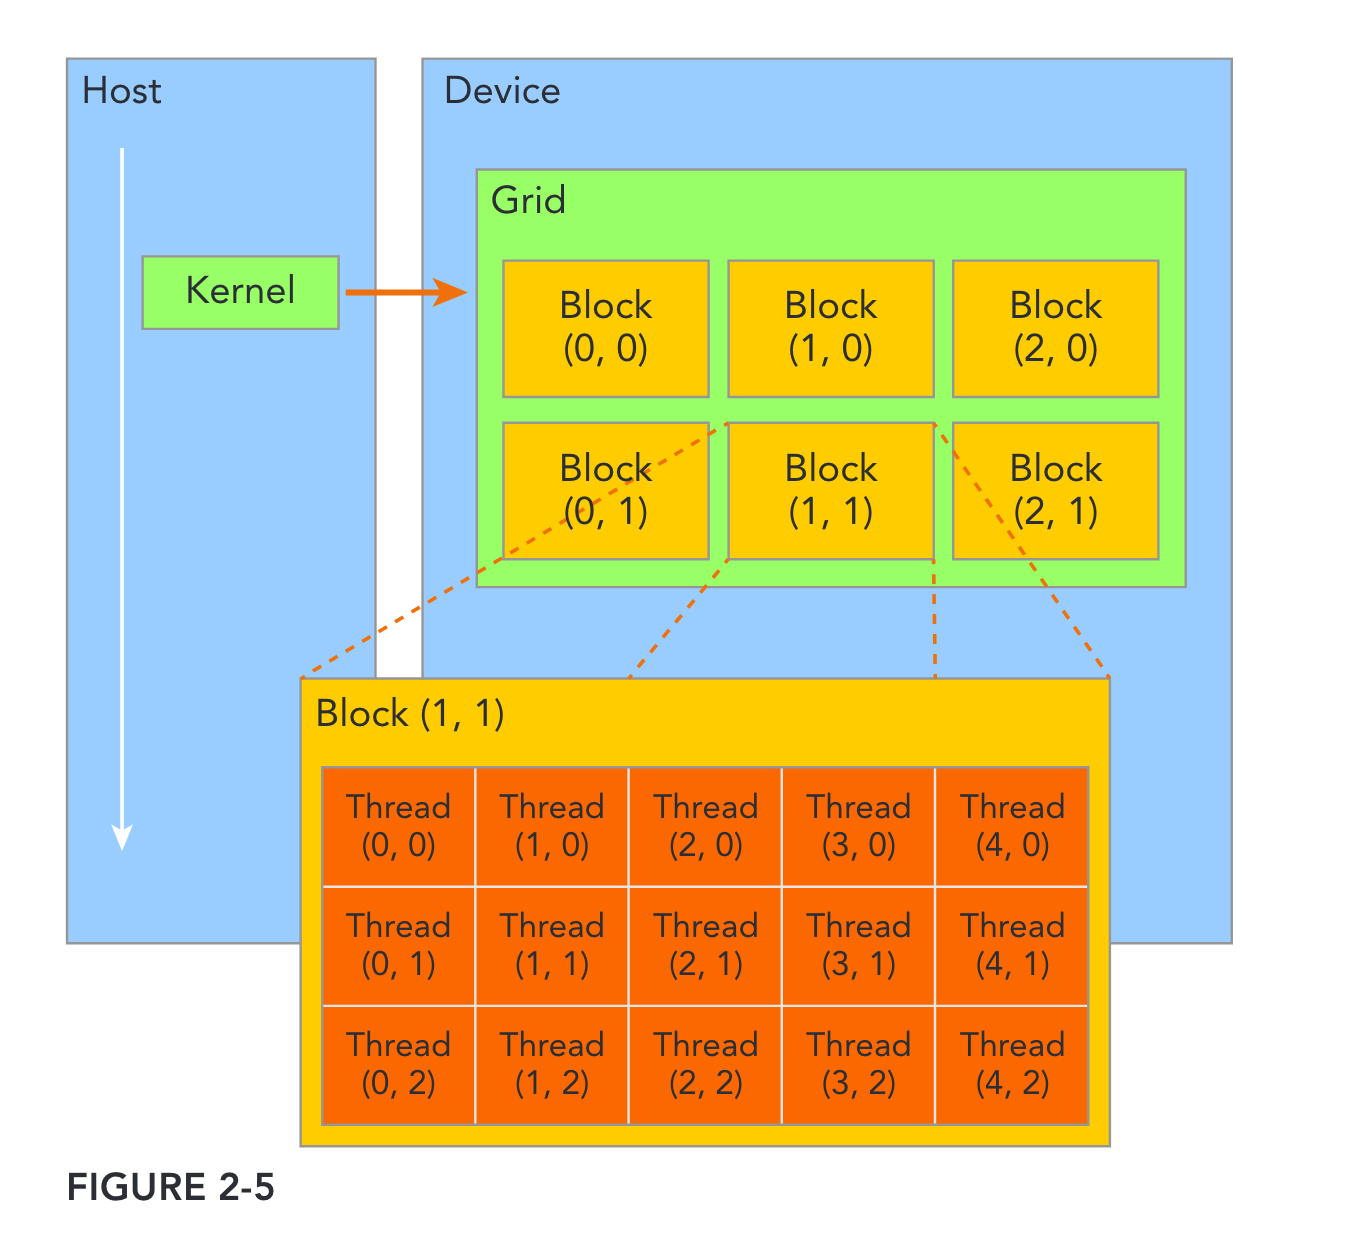 Host
Device
Grid
Kernel
Block
(0, 0)
Block
(1, 0)
Block
(2, 0)
Block
(0, 1)
Block
(1, 1)
Block
(2, 1)
Block (1, 1)
Thread
(0, 0)
Thread
(1, 0)
Thread
(2, 0)
Thread
(3, 0)
Thread
(4, 0)
Thread
(0, 1)
Thread
(1, 1)
Thread
(2, 1)
Thread
(3, 1)
Thread
(4, 1)
Thread
(0, 2)
Thread
(1, 2)
Thread
(2, 2)
Thread
(3, 2)
Thread
(4, 2)
FIGURE 2-5